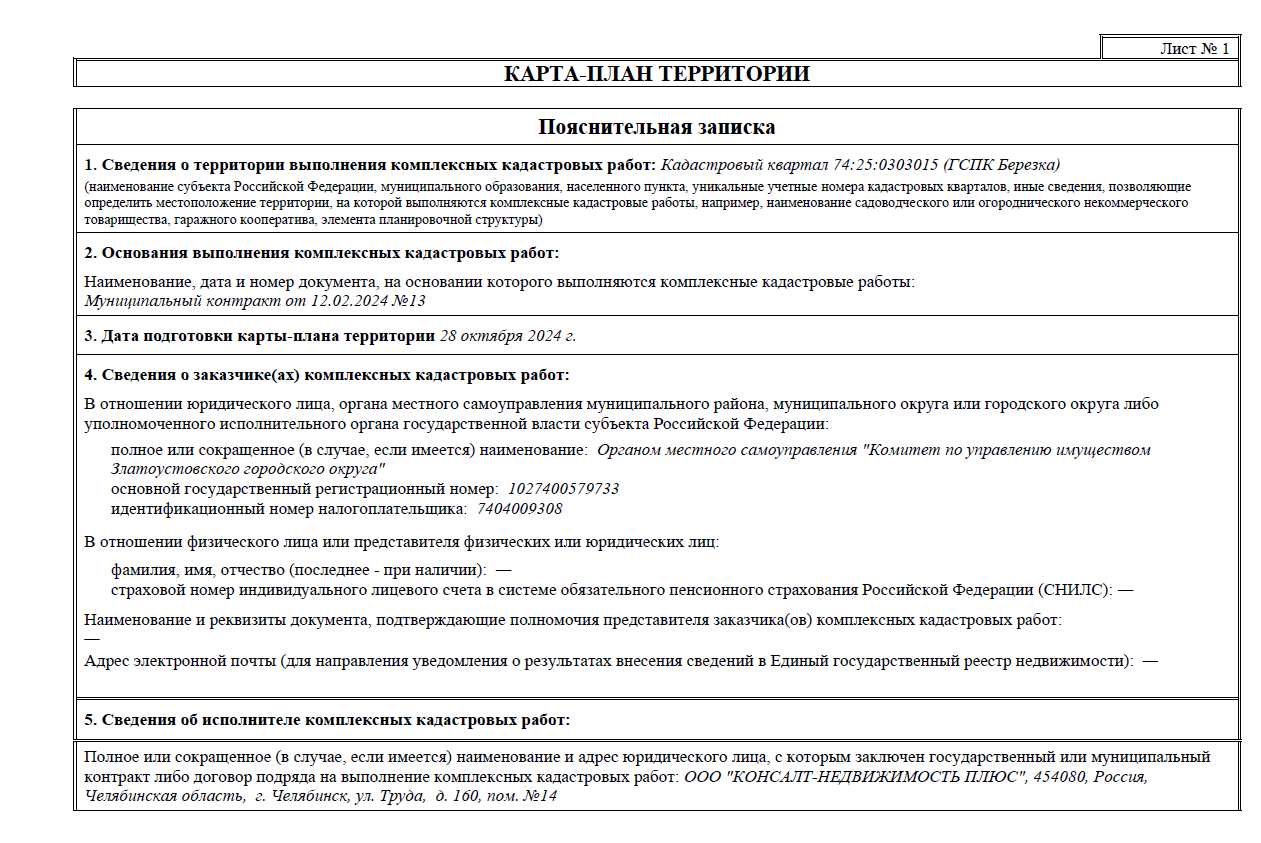 Лист № 1
КАРТА-ПЛАН ТЕРРИТОРИИ
Пояснительная записка
1. Сведения о территории выполнения комплексных кадастровых работ: Кадастровый квартал 74:25:0303015 (ГСПК Березка)
(наименование субъекта Российской Федерации, муниципального образования, населенного пункта, уникальные учетные номера кадастровых кварталов, иные сведения, позволяющие
определить местоположение территории, на которой выполняются комплексные кадастровые работы, например, наименование садоводческого или огороднического некоммерческого
товарищества, гаражного кооператива, элемента планировочной структуры)
2. Основания выполнения комплексных кадастровых работ:
Наименование, дата и номер документа, на основании которого выполняются комплексные кадастровые работы:
Муниципальный контракт от 12.02.2024 №13
3. Дата подготовки карты-плана территории 28 октября 2024 г.
4. Сведения о заказчике(ах) комплексных кадастровых работ:
В отношении юридического лица, органа местного самоуправления муниципального района, муниципального округа или городского округа либо
уполномоченного исполнительного органа государственной власти субъекта Российской Федерации:
полное или сокращенное (в случае, если имеется) наименование: Органом местного самоуправления "Комитет по управлению имуществом
Златоустовского городского округа"
основной государственный регистрационный номер: 1027400579733
идентификационный номер налогоплательщика: 7404009308
В отношении физического лица или представителя физических или юридических лиц:
фамилия, имя, отчество (последнее - при наличии): —
страховой номер индивидуального лицевого счета в системе обязательного пенсионного страхования Российской Федерации (СНИЛС): —
Наименование и реквизиты документа, подтверждающие полномочия представителя заказчика(ов) комплексных кадастровых работ:
—
Адрес электронной почты (для направления уведомления о результатах внесения сведений в Единый государственный реестр недвижимости): —
5. Сведения об исполнителе комплексных кадастровых работ:
Полное или сокращенное (в случае, если имеется) наименование и адрес юридического лица, с которым заключен государственный или муниципальный
контракт либо договор подряда на выполнение комплексных кадастровых работ: ООО "КОНСАЛТ-НЕДВИЖИМОСТЬ ПЛЮС", 454080, Россия,
Челябинская область, г. Челябинск, ул. Труда, д. 160, пом. №14